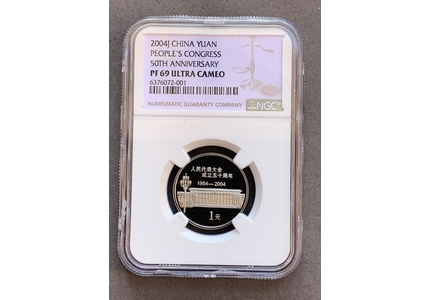 2004J CHINA YUAN
PEOPLE'S CONGRESS
50TH ANNIVERSARY
PF 69 ULTRA CAMEO
6376072-001
NUMISMATIC GUARANTY COMPANY
NGC
人民代表大会
成立五十周年
1954—2004
1元